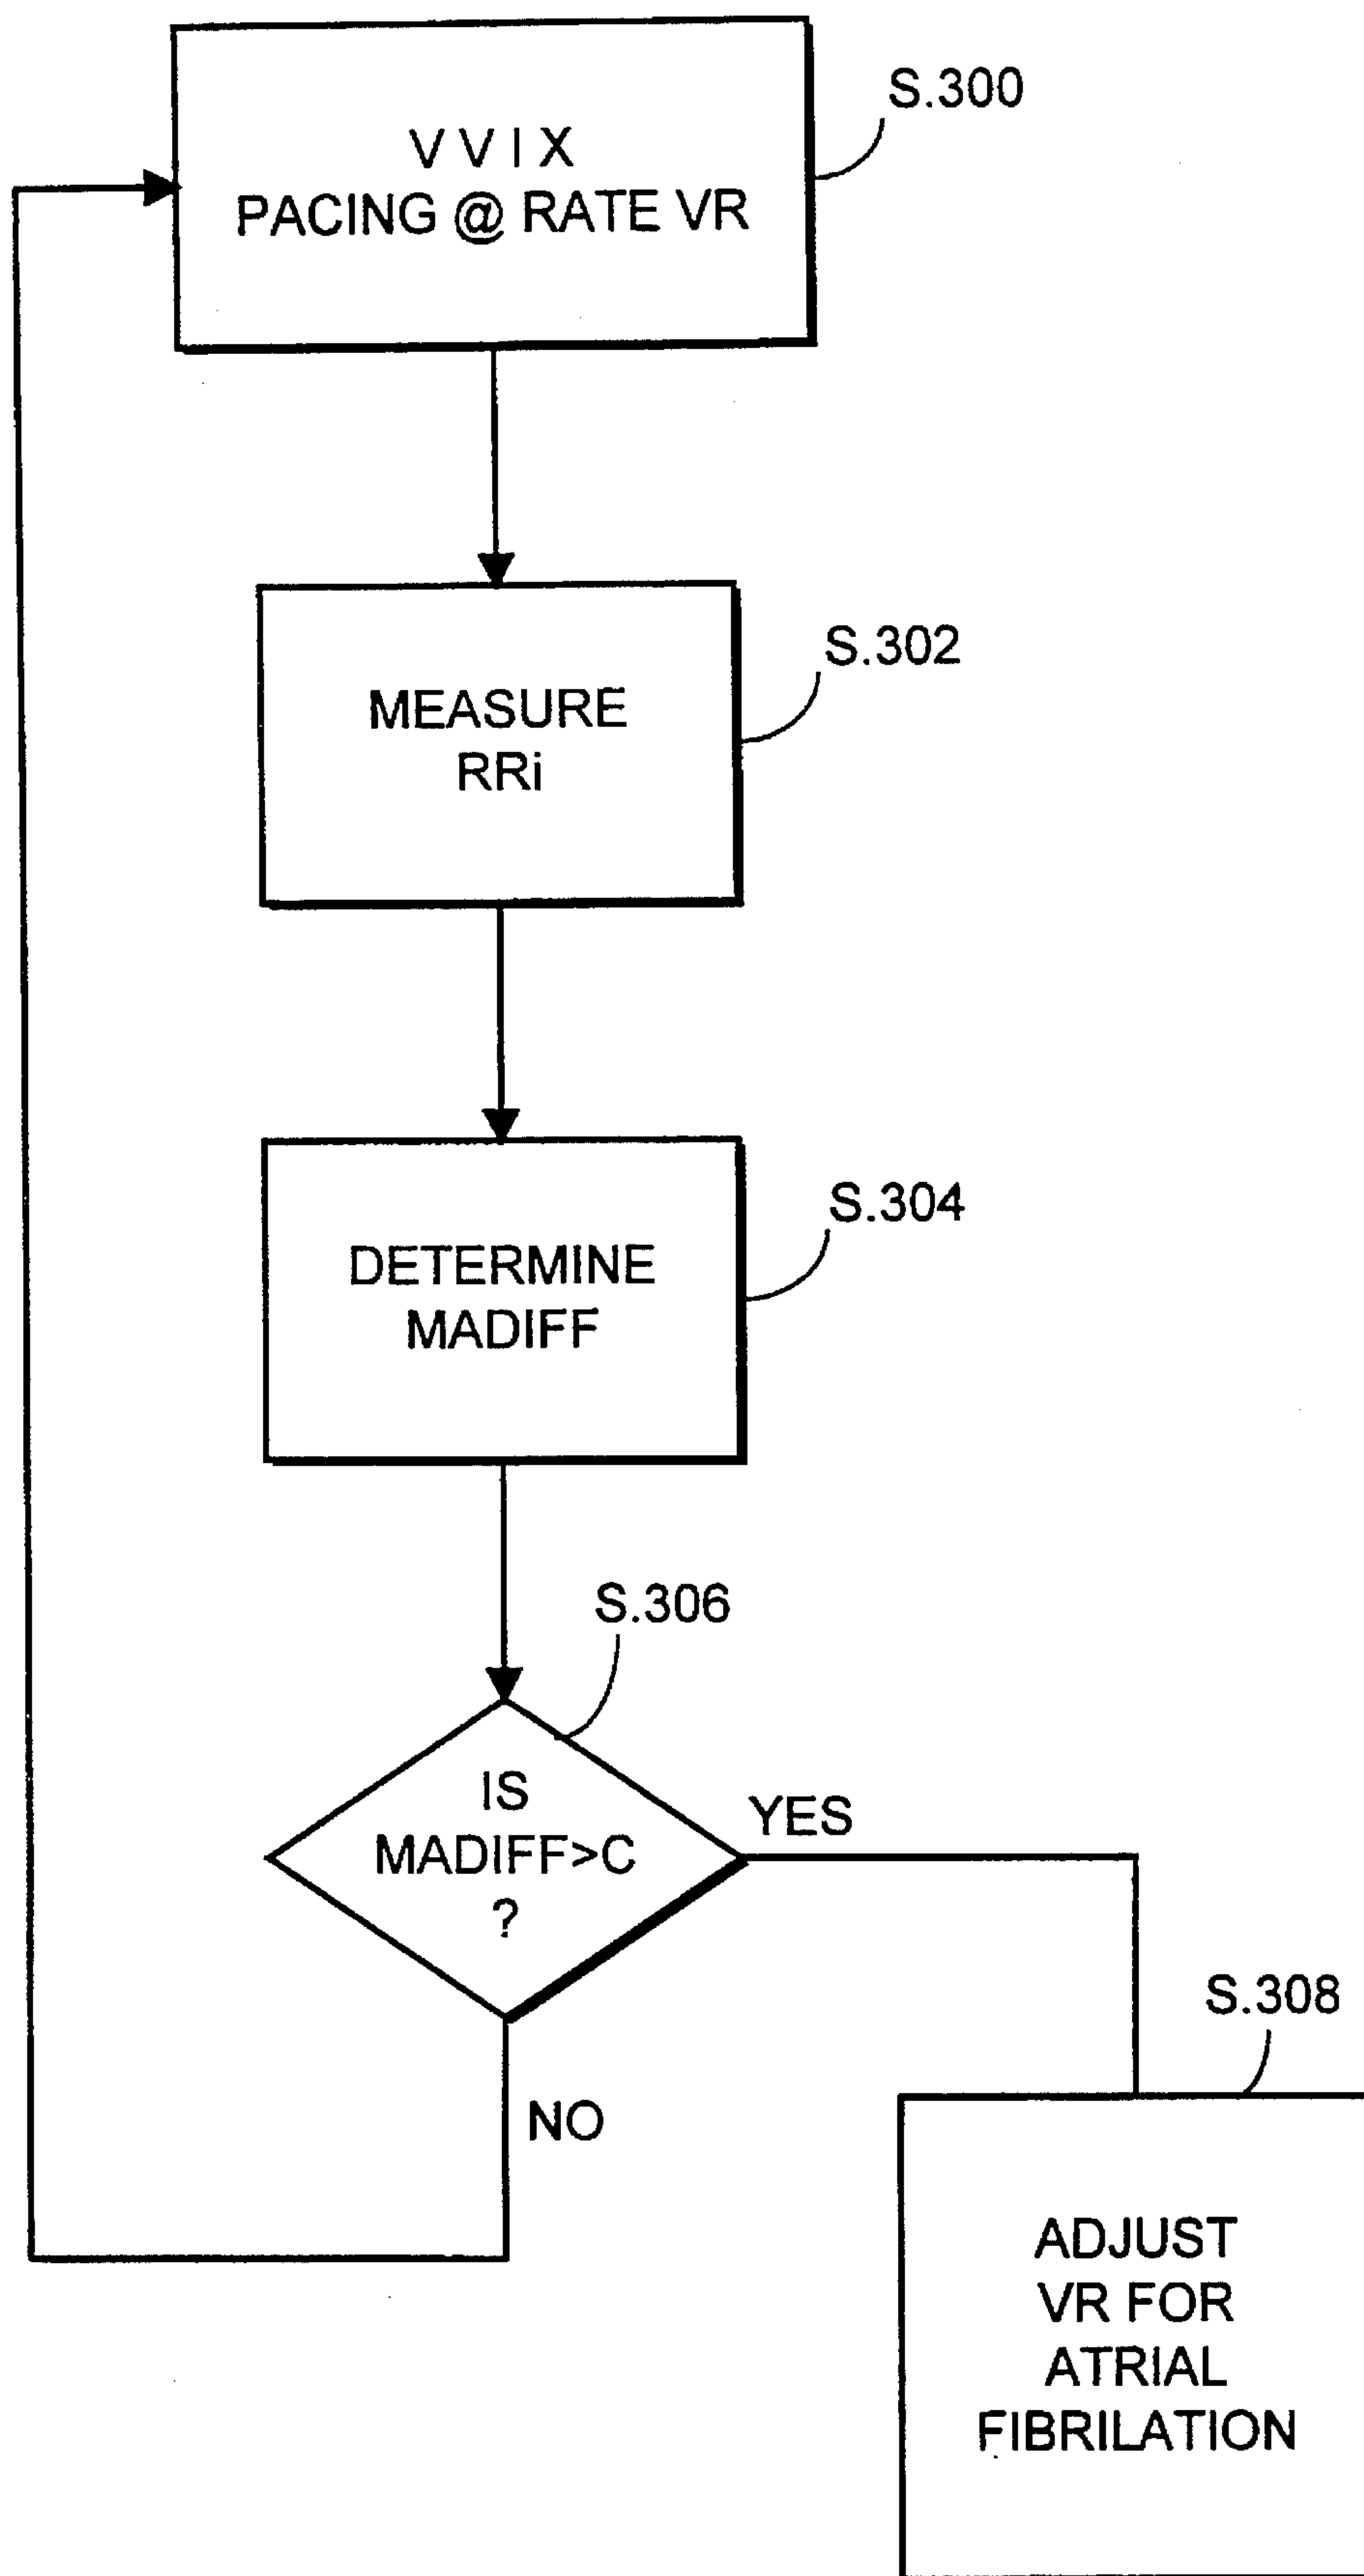 V V I X
PACING @ RATE VR
S.300
MEASURE
RRi
S.302
DETERMINE
MADIFF
S.304
S.306
IS
MADIFF>C
?
YES
NO
S.308
ADJUST
VR FOR
ATRIAL
FIBRILATION